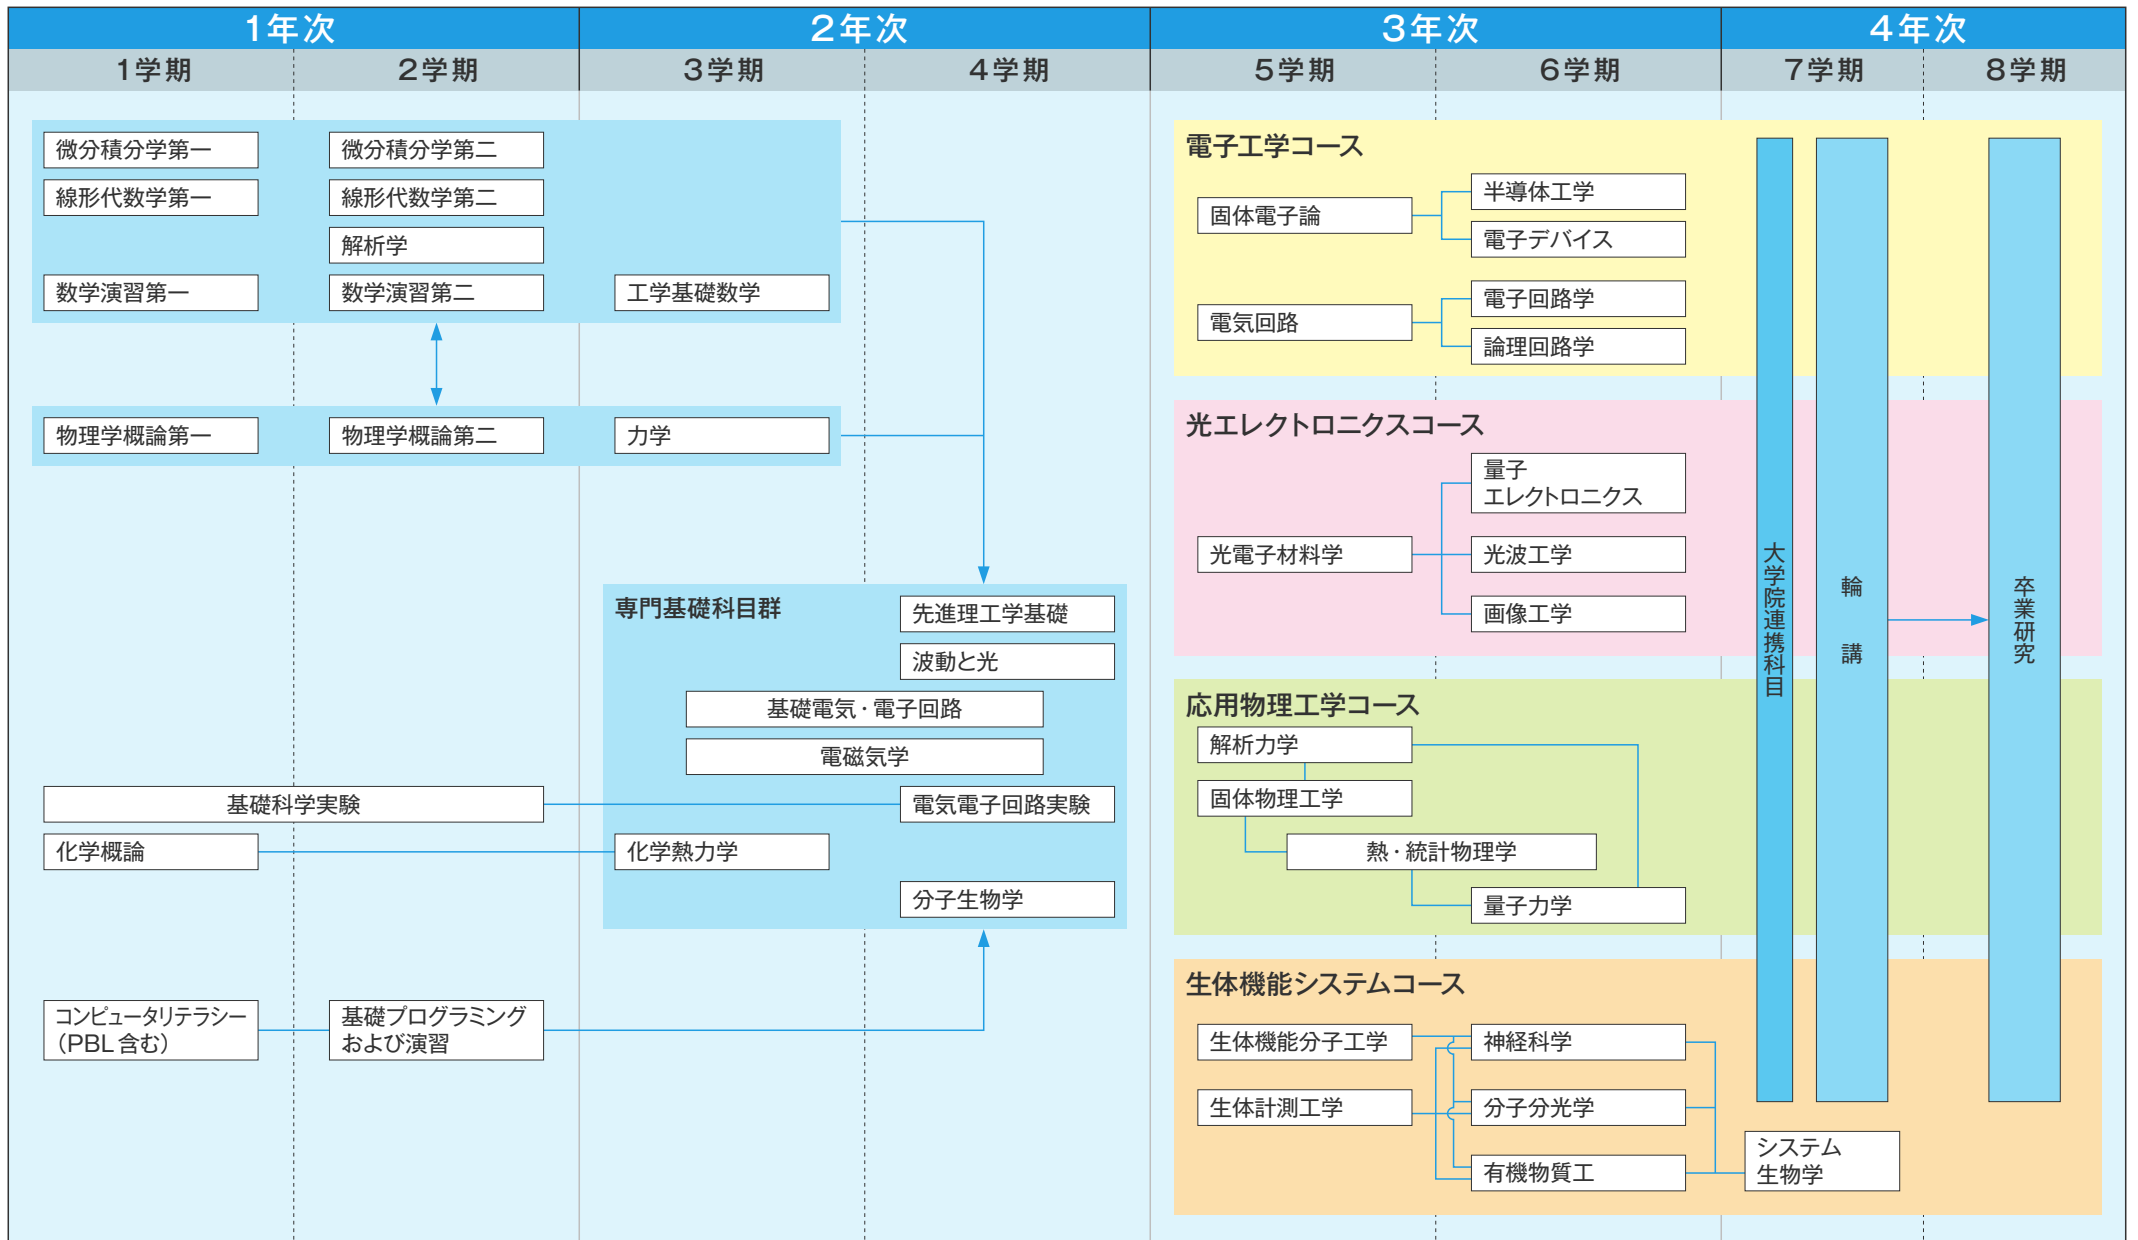 1年次
2年次
3年次
4年次
1学期
2学期
3学期
4学期
5学期
6学期
7学期
8学期
微分積分学第一
微分積分学第二
線形代数学第一
線形代数学第二
解析学
数学演習第一
数学演習第二
工学基礎数学
物理学概論第一
物理学概論第二
力学
専門基礎科目群
先進理工学基礎
波動と光
基礎電気・電子回路
電磁気学
基礎科学実験
電気電子回路実験
化学概論
化学熱力学
分子生物学
コンピュータリテラシー
（PBL含む）
基礎プログラミング
および演習
電子工学コース
固体電子論
半導体工学
電子デバイス
電気回路
電子回路学
論理回路学
光エレクトロニクスコース
光電子材料学
量子
エレクトロニクス
光波工学
画像工学
応用物理工学コース
解析力学
固体物理工学
熱・統計物理学
量子力学
生体機能システムコース
生体機能分子工学
神経科学
生体計測工学
分子分光学
有機物質工
システム
生物学
大学院連携科目
輪講
卒業研究